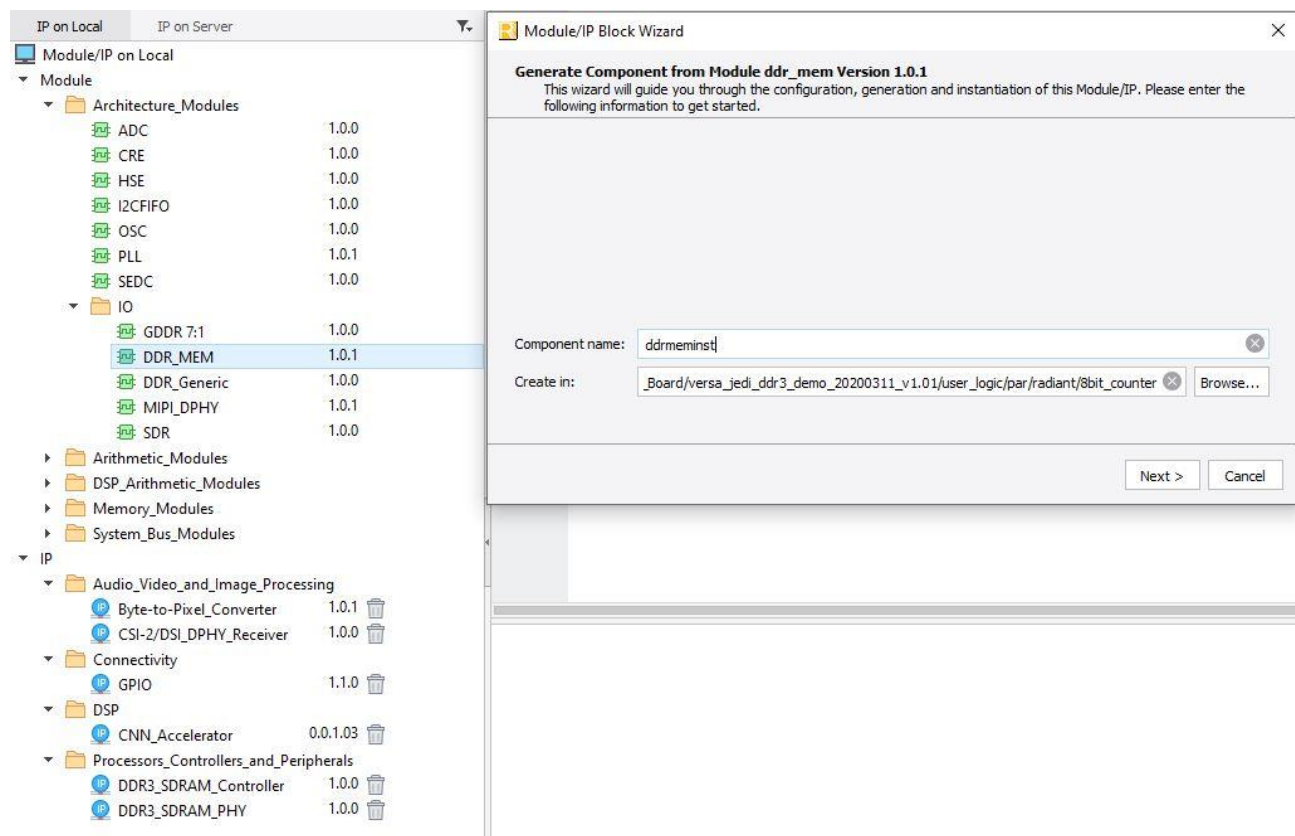 IP on Local IP on Server
Module/IP on Local
Module
Architecture_Modules
ADC 1.0.0
CRE 1.0.0
HSE 1.0.0
I2CFIFO 1.0.0
OSC 1.0.0
PLL 1.0.1
SEDC 1.0.0
IO
GDDR 7:1 1.0.0
DDR_MEM 1.0.1
DDR_Generic 1.0.0
MIPI_DPHY 1.0.1
SDR 1.0.0
Arithmetic_Modules
DSP_Arithmetic_Modules
Memory_Modules
System_Bus_Modules
IP
Audio_Video_and_Image_Processing
Byte-to-Pixel_Converter 1.0.1
CSI-2/DSI_DPHY_Receiver 1.0.0
Connectivity
GPIO 1.1.0
DSP
CNN_Accelerator 0.0.1.03
Processors_Controllers_and_Peripherals
DDR3_SDRAM_Controller 1.0.0
DDR3_SDRAM_PHY 1.0.0
Module/IP Block Wizard
Generate Component from Module ddr_mem Version 1.0.1
This wizard will guide you through the configuration, generation and instantiation of this Module/IP. Please enter the
following information to get started.
Component name: ddrmeminst
Create in: _Board/versa_jedi_ddr3_demo_20200311_v1.01/user_logic/par/radiant/8bit_counter Browse...
Next > Cancel